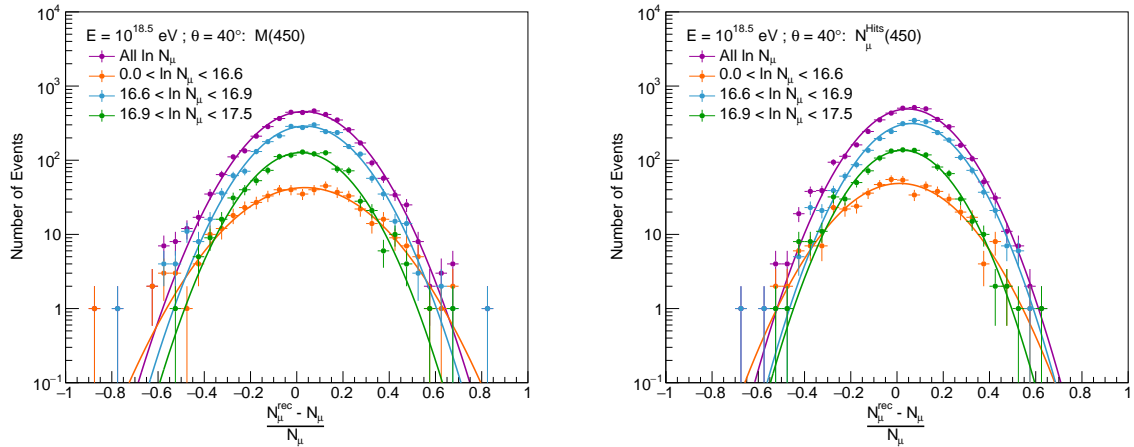 E = 10^18.5 eV ; θ = 40°: M(450)
All ln N_μ
0.0 < ln N_μ < 16.6
16.6 < ln N_μ < 16.9
16.9 < ln N_μ < 17.5
Number of Events
10^4
10^3
10^2
10
1
10^−1
−1 −0.8 −0.6 −0.4 −0.2 0 0.2 0.4 0.6 0.8 1
N_μ^rec - N_μ
N_μ
E = 10^18.5 eV ; θ = 40°: N_μ^Hits(450)
All ln N_μ
0.0 < ln N_μ < 16.6
16.6 < ln N_μ < 16.9
16.9 < ln N_μ < 17.5
Number of Events
10^4
10^3
10^2
10
1
10^−1
−1 −0.8 −0.6 −0.4 −0.2 0 0.2 0.4 0.6 0.8 1
N_μ^rec - N_μ
N_μ